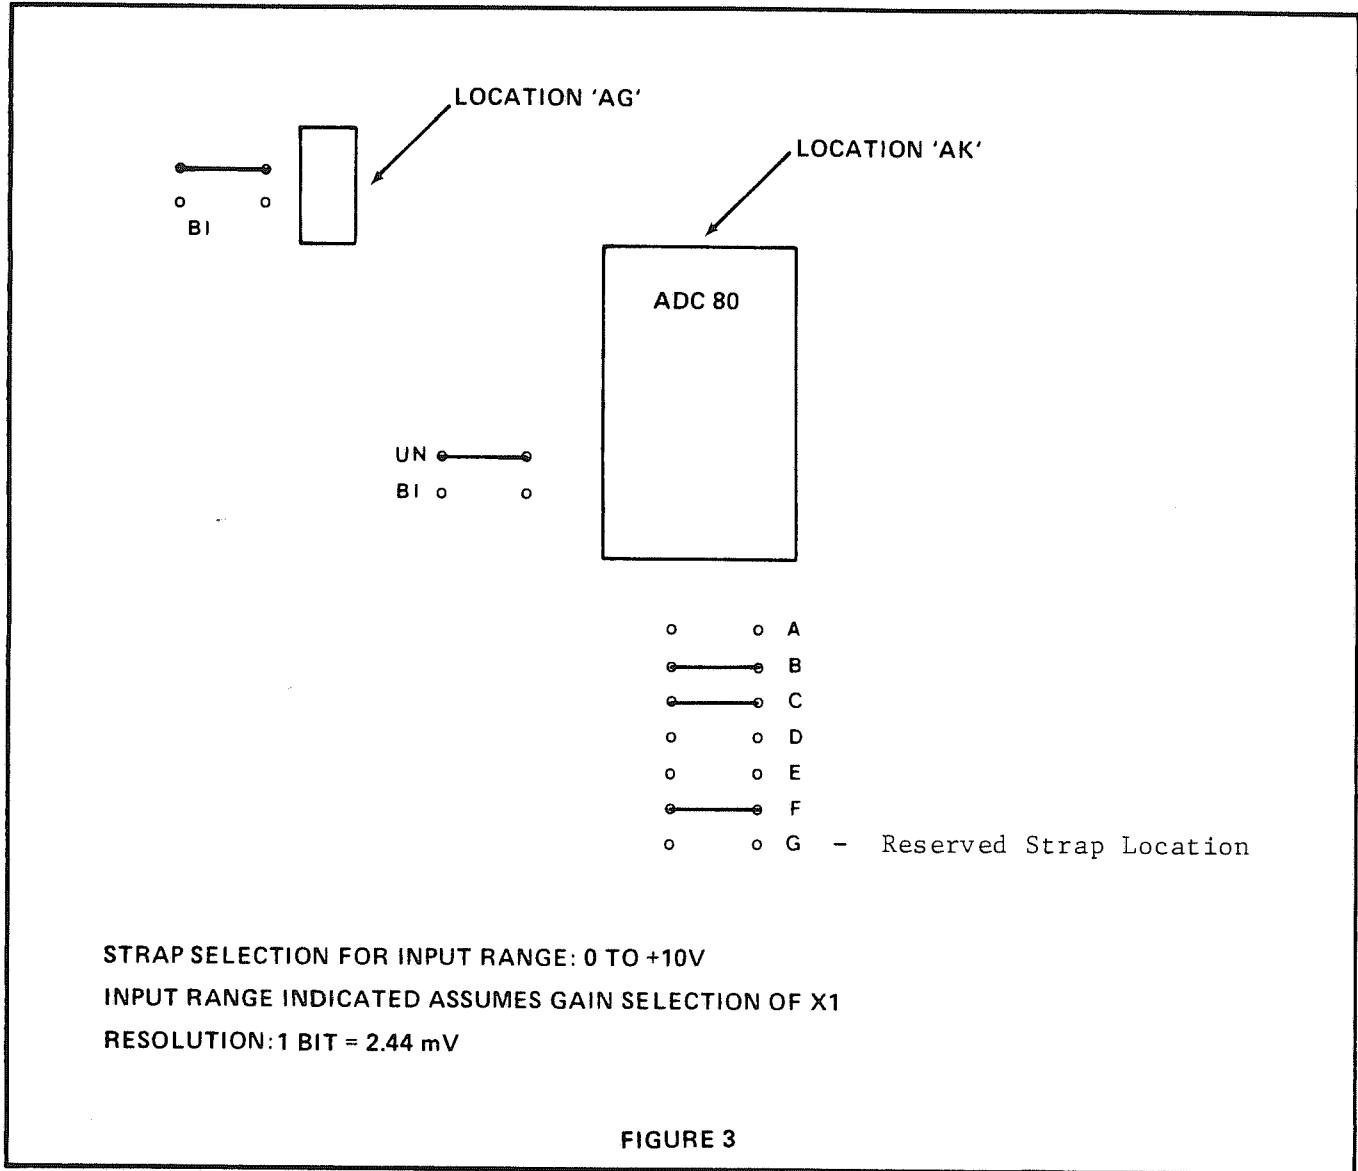 LOCATION 'AG'
LOCATION 'AK'
BI
ADC 80
UN
BI
A
B
C
D
E
F
G - Reserved Strap Location
STRAP SELECTION FOR INPUT RANGE: 0 TO +10V
INPUT RANGE INDICATED ASSUMES GAIN SELECTION OF X1
RESOLUTION: 1 BIT = 2.44 mV
FIGURE 3